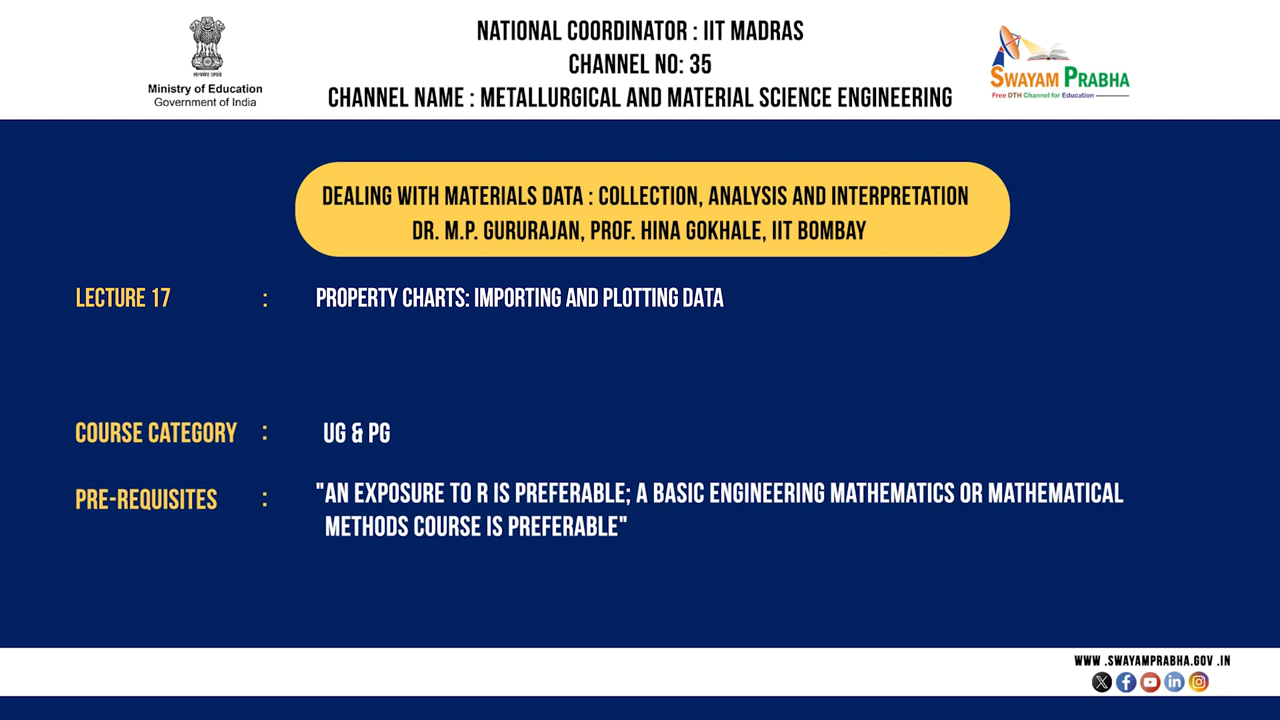 NATIONAL COORDINATOR : IIT MADRAS
CHANNEL NO: 35
CHANNEL NAME : METALLURGICAL AND MATERIAL SCIENCE ENGINEERING
सत्यमेव जयते
Ministry of Education
Government of India
SWAYAM PRABHA
Free DTH Channel for Education
DEALING WITH MATERIALS DATA : COLLECTION, ANALYSIS AND INTERPRETATION
DR. M.P. GURURAJAN, PROF. HINA GOKHALE, IIT BOMBAY
LECTURE 17 : PROPERTY CHARTS: IMPORTING AND PLOTTING DATA
COURSE CATEGORY : UG & PG
PRE-REQUISITES : "AN EXPOSURE TO R IS PREFERABLE; A BASIC ENGINEERING MATHEMATICS OR MATHEMATICAL
METHODS COURSE IS PREFERABLE"
WWW .SWAYAMPRABHA.GOV .IN